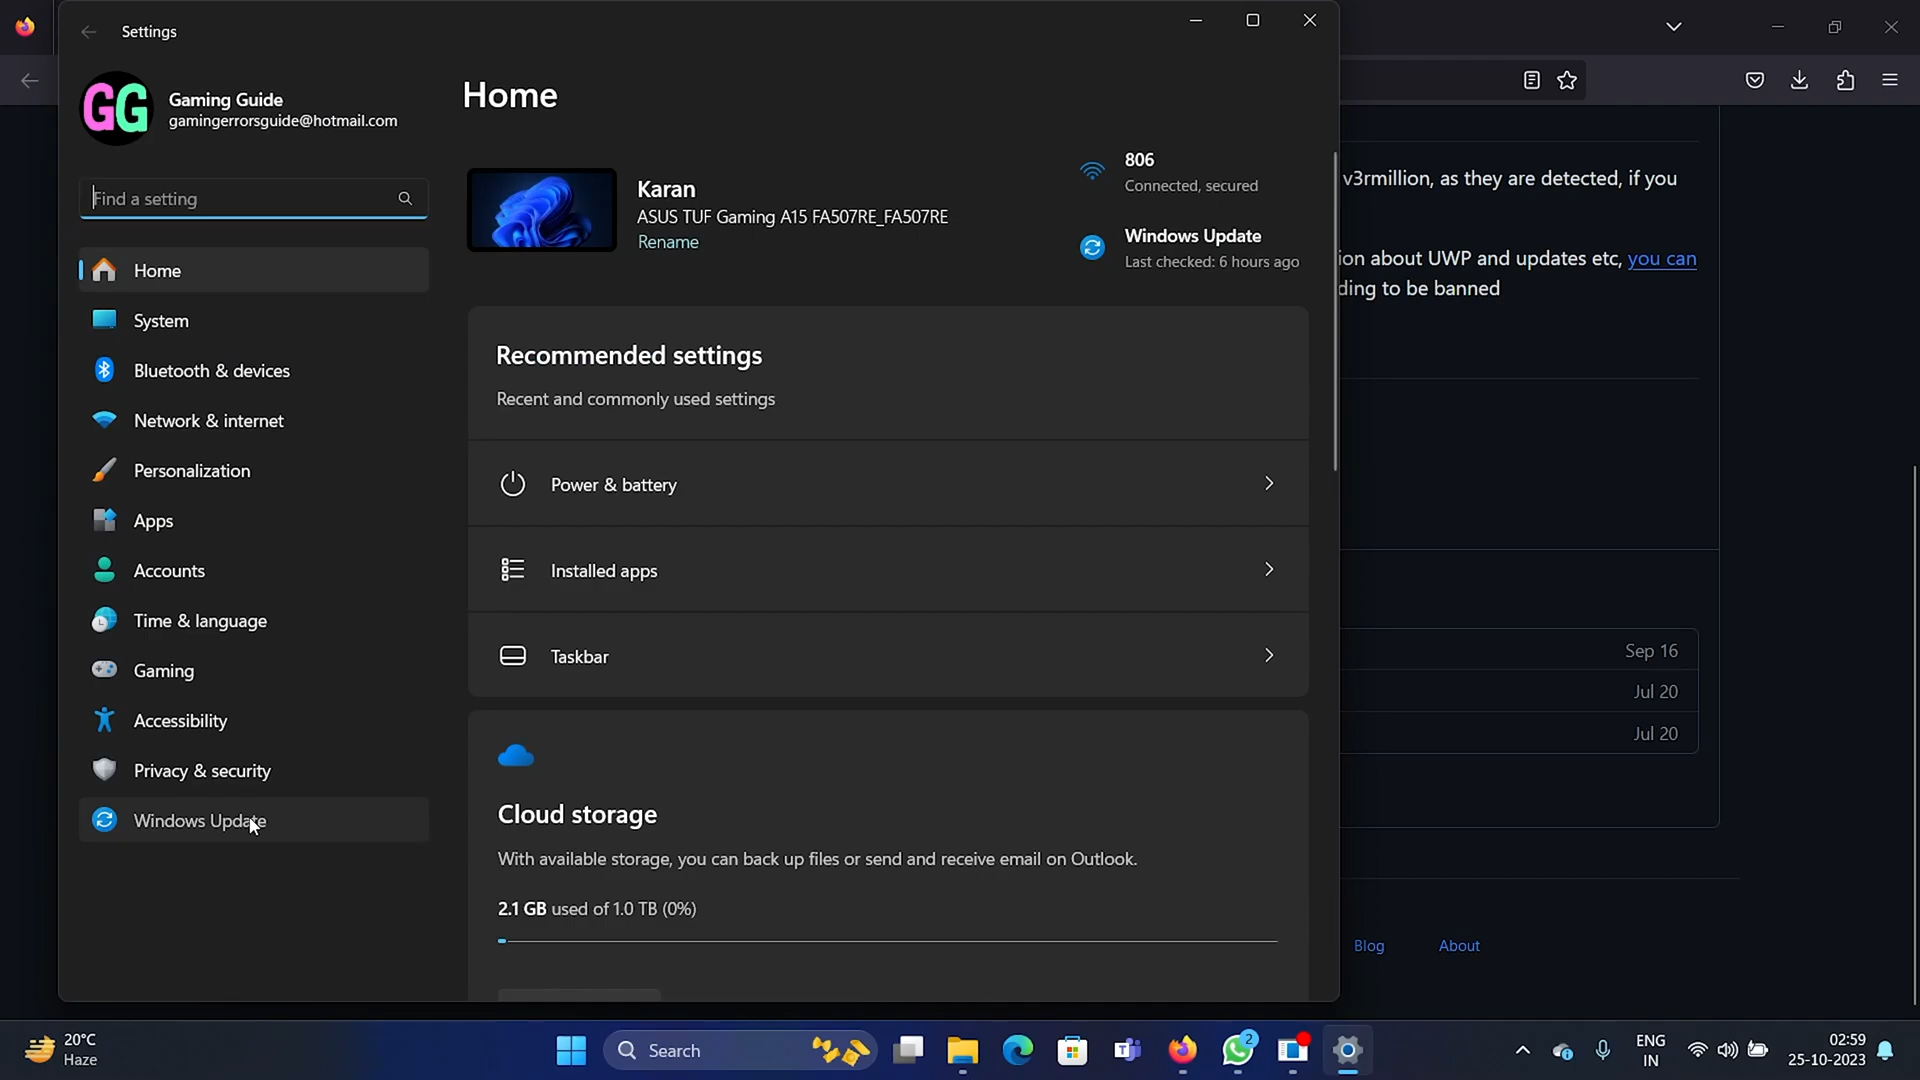 Settings
GG
Gaming Guide
gamingerrorsguide@hotmail.com
Find a setting
Home
System
Bluetooth & devices
Network & internet
Personalization
Apps
Accounts
Time & language
Gaming
Accessibility
Privacy & security
Windows Update
Home
Karan
ASUS TUF Gaming A15 FA507RE_FA507RE
Rename
806
Connected, secured
Windows Update
Last checked: 6 hours ago
Recommended settings
Recent and commonly used settings
Power & battery
Installed apps
Taskbar
Cloud storage
With available storage, you can back up files or send and receive email on Outlook.
2.1 GB used of 1.0 TB (0%)
v3rmillion, as they are detected, if you
ion about UWP and updates etc, you can
ding to be banned
Sep 16
Jul 20
Jul 20
Blog
About
20°C
Haze
Search
2
ENG
IN
02:59
25-10-2023